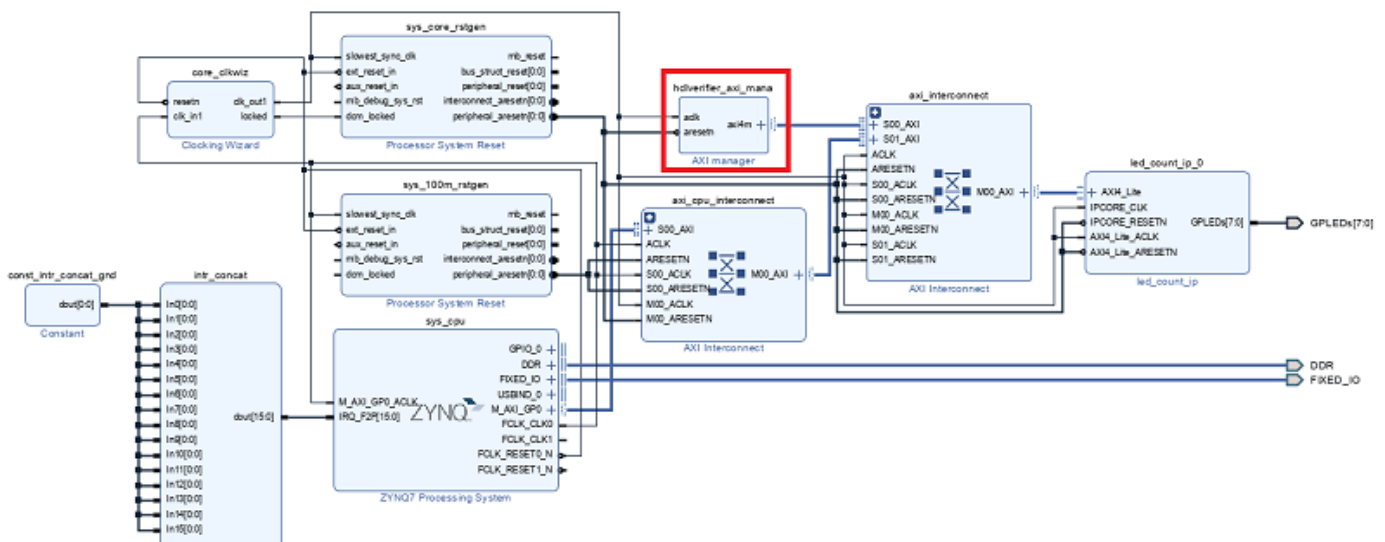 sys_core_rstgen
slowest_sync_clk
ext_reset_in
aux_reset_in
mb_debug_sys_rst
dcm_locked
mb_reset
bus_struct_reset[0:0]
peripheral_reset[0:0]
interconnect_aresetn[0:0]
peripheral_aresetn[0:0]
Processor System Reset
core_clkwiz
resetn
clk_in1
clk_out1
locked
Clocking Wizard
hdlverifier_axi_mana
aclk
aresetn
axi4m
AXI manager
axi_interconnect
S00_AXI
S01_AXI
ACLK
ARESETN
S00_ACLK
S00_ARESETN
M00_ACLK
M00_ARESETN
S01_ACLK
S01_ARESETN
M00_AXI
AXI Interconnect
led_count_ip_0
AXI4_Lite
IPCORE_CLK
IPCORE_RESETN
AXI4_Lite_ACLK
AXI4_Lite_ARESETN
GPLEDs[7:0]
led_count_ip
GPLEDs[7:0]
sys_100m_rstgen
slowest_sync_clk
ext_reset_in
aux_reset_in
mb_debug_sys_rst
dcm_locked
mb_reset
bus_struct_reset[0:0]
peripheral_reset[0:0]
interconnect_aresetn[0:0]
peripheral_aresetn[0:0]
Processor System Reset
axi_cpu_interconnect
S00_AXI
ACLK
ARESETN
S00_ACLK
S00_ARESETN
M00_ACLK
M00_ARESETN
M00_AXI
AXI Interconnect
const_intr_concat_gnd
dout[0:0]
Constant
intr_concat
In0[0:0]
In1[0:0]
In2[0:0]
In3[0:0]
In4[0:0]
In5[0:0]
In6[0:0]
In7[0:0]
In8[0:0]
In9[0:0]
In10[0:0]
In11[0:0]
In12[0:0]
In13[0:0]
In14[0:0]
In15[0:0]
dout[15:0]
sys_cpu
M_AXI_GP0_ACLK
IRQ_F2P[15:0]
ZYNQ
GPIO_0
DDR
FIXED_IO
USBIND_0
M_AXI_GP0
FCLK_CLK0
FCLK_CLK1
FCLK_RESET0_N
FCLK_RESET1_N
ZYNQ7 Processing System
DDR
FIXED_IO